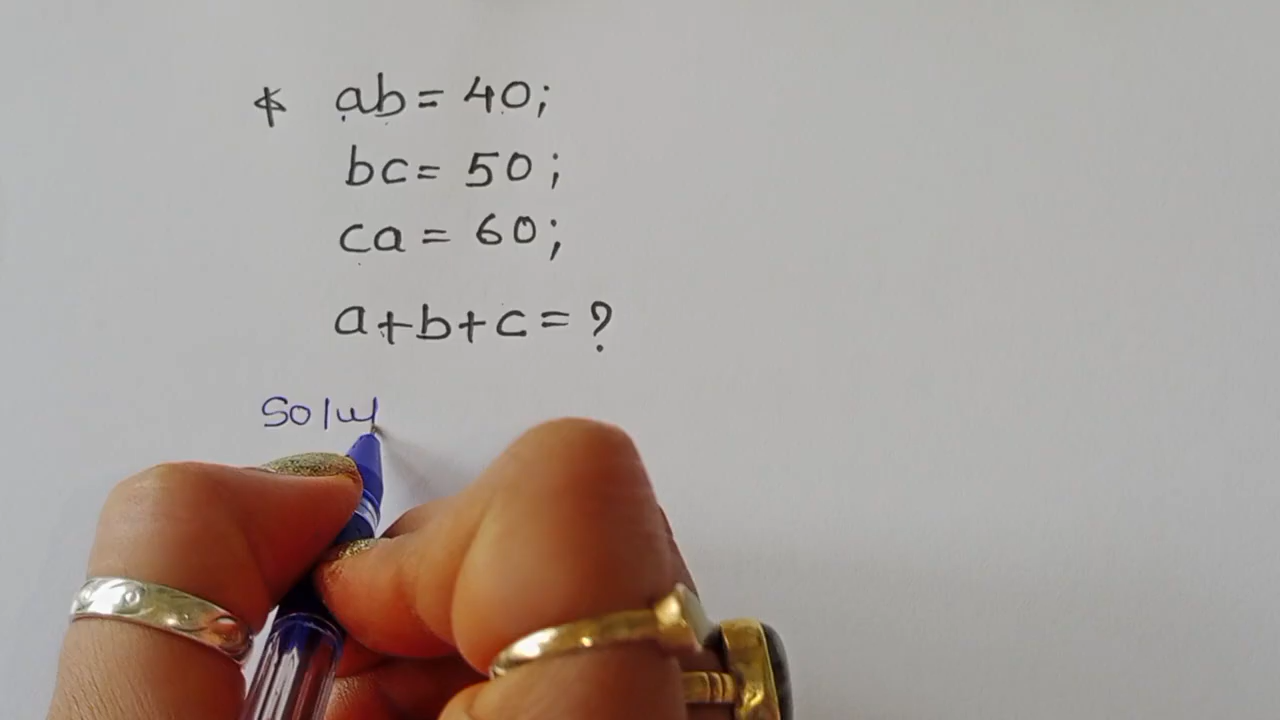 * ab = 40;
bc = 50;
ca = 60;
a+b+c = ?
Solu